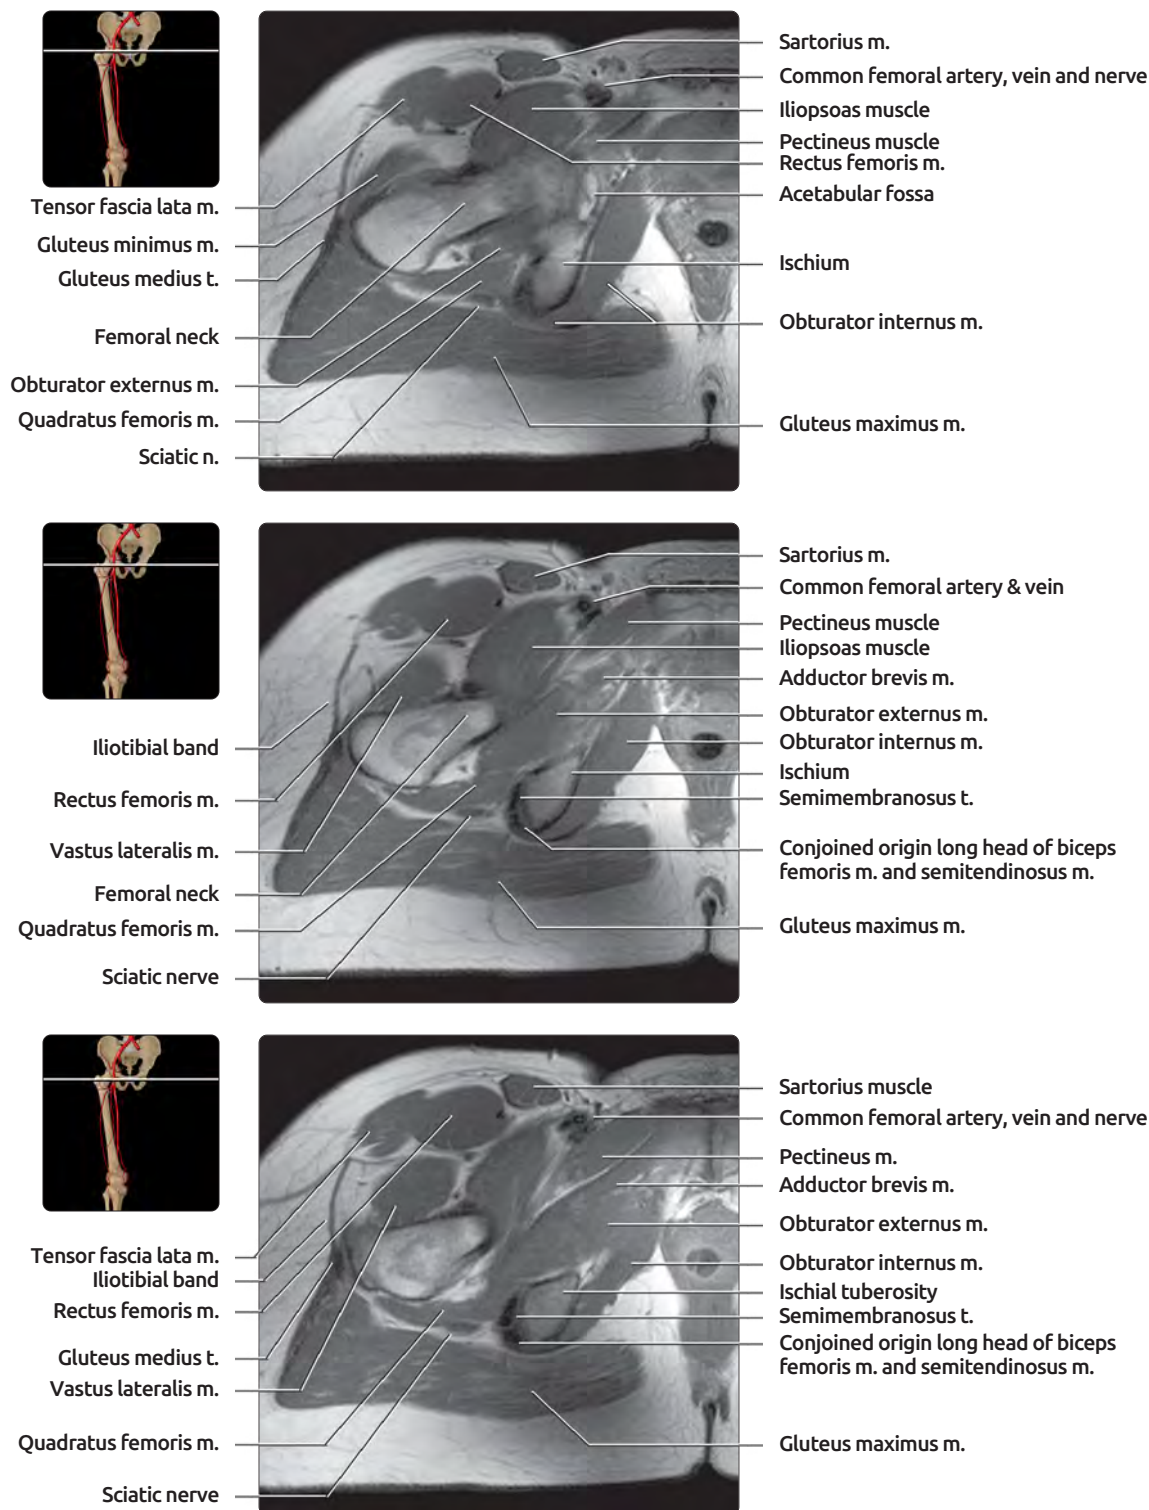 Sartorius m.
Common femoral artery, vein and nerve
Iliopsoas muscle
Pectineus muscle
Rectus femoris m.
Acetabular fossa
Ischium
Obturator internus m.
Gluteus maximus m.
Tensor fascia lata m.
Gluteus minimus m.
Gluteus medius t.
Femoral neck
Obturator externus m.
Quadratus femoris m.
Sciatic n.
Sartorius m.
Common femoral artery & vein
Pectineus muscle
Iliopsoas muscle
Adductor brevis m.
Obturator externus m.
Obturator internus m.
Ischium
Semimembranosus t.
Conjoined origin long head of biceps
femoris m. and semitendinosus m.
Gluteus maximus m.
Iliotibial band
Rectus femoris m.
Vastus lateralis m.
Femoral neck
Quadratus femoris m.
Sciatic nerve
Sartorius muscle
Common femoral artery, vein and nerve
Pectineus m.
Adductor brevis m.
Obturator externus m.
Obturator internus m.
Ischial tuberosity
Semimembranosus t.
Conjoined origin long head of biceps
femoris m. and semitendinosus m.
Gluteus maximus m.
Tensor fascia lata m.
Iliotibial band
Rectus femoris m.
Gluteus medius t.
Vastus lateralis m.
Quadratus femoris m.
Sciatic nerve